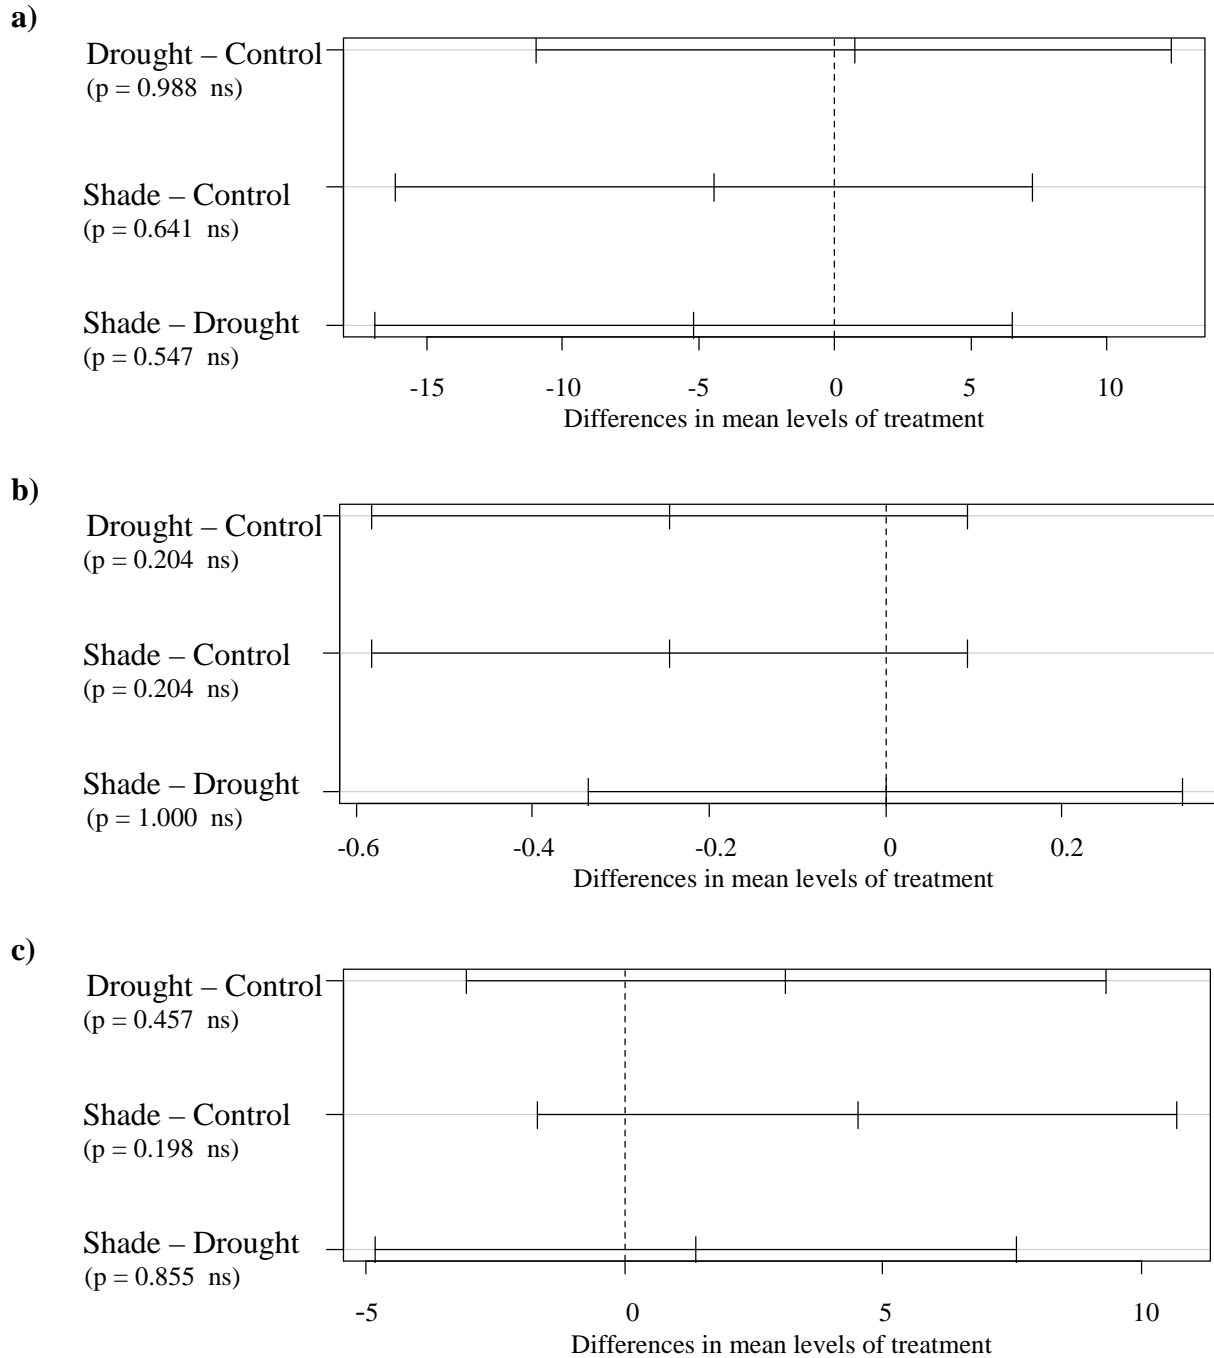 a)
Drought – Control
(p = 0.988 ns)
Shade – Control
(p = 0.641 ns)
Shade – Drought
(p = 0.547 ns)
-15 -10 -5 0 5 10
Differences in mean levels of treatment
b)
Drought – Control
(p = 0.204 ns)
Shade – Control
(p = 0.204 ns)
Shade – Drought
(p = 1.000 ns)
-0.6 -0.4 -0.2 0 0.2
Differences in mean levels of treatment
c)
Drought – Control
(p = 0.457 ns)
Shade – Control
(p = 0.198 ns)
Shade – Drought
(p = 0.855 ns)
-5 0 5 10
Differences in mean levels of treatment